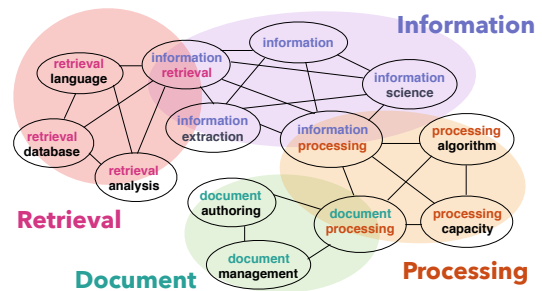 Information
information
retrieval
language
information
retrieval
information
science
information
extraction
information
processing
processing
algorithm
retrieval
database
retrieval
analysis
document
authoring
document
processing
processing
capacity
Retrieval
document
management
Document
Processing